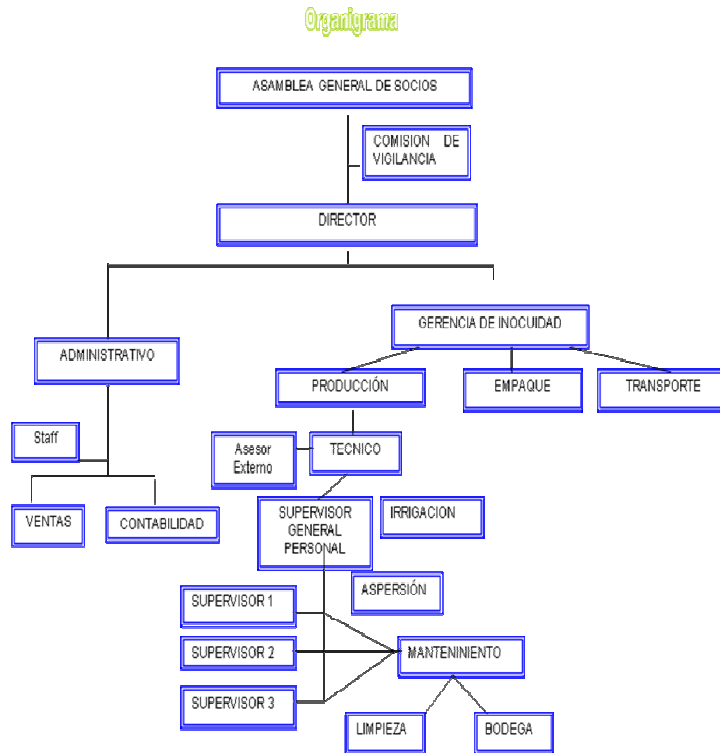 Organigrama
ASAMBLEA GENERAL DE SOCIOS
COMISION DE
VIGILANCIA
DIRECTOR
GERENCIA DE INOCUIDAD
ADMINISTRATIVO
PRODUCCIÓN
EMPAQUE
TRANSPORTE
Staff
Asesor
Externo
TECNICO
VENTAS
CONTABILIDAD
SUPERVISOR
GENERAL
PERSONAL
IRRIGACION
ASPERSIÓN
SUPERVISOR 1
SUPERVISOR 2
MANTENINIENTO
SUPERVISOR 3
LIMPIEZA
BODEGA